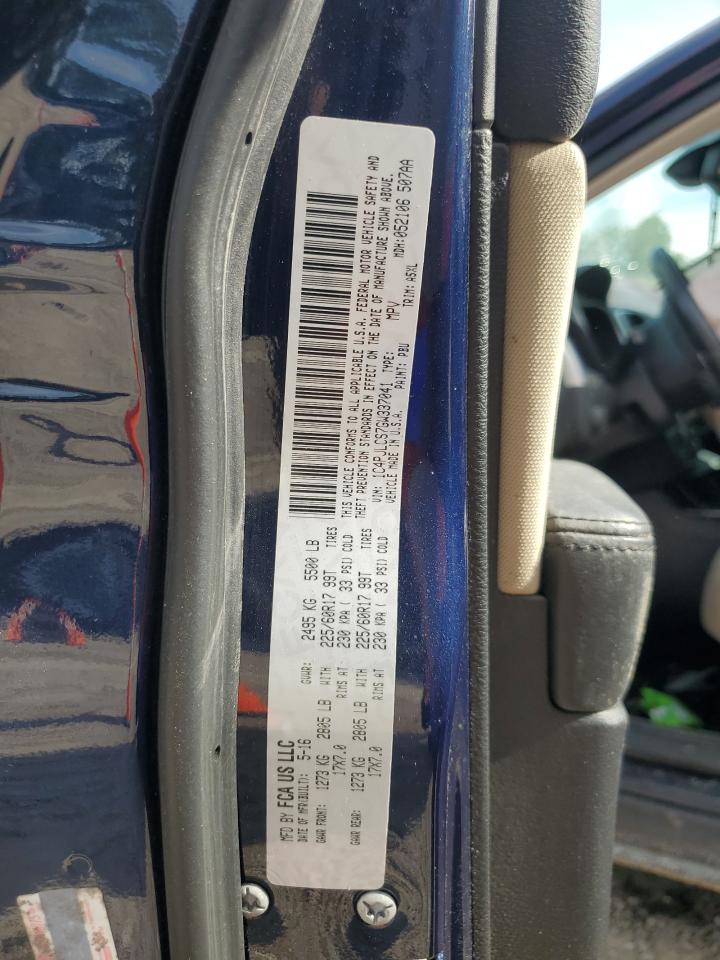 MFD BY FCA US LLC
DATE OF MFR(BUILT): 5-16 GVWR: 2495 KG 5500 LB
GAWR FRONT: 1273 KG 2805 LB WITH 225/60R17 99T TIRES
17X7.0 RIMS AT: 230 KPA ( 33 PSI) COLD
GAWR REAR: 1273 KG 2805 LB WITH 225/60R17 99T TIRES
17X7.0 RIMS AT 230 KPA ( 33 PSI) COLD
THIS VEHICLE CONFORMS TO ALL APPLICABLE U.S.A. FEDERAL MOTOR VEHICLE SAFETY AND
THEFT PREVENTION STANDARDS IN EFFECT ON THE DATE OF MANUFACTURE SHOWN ABOVE.
VIN: 1C4PJLCS7GW337041 TYPE: MPV MDH:052106 507AA
VEHICLE MADE IN U.S.A. PAINT: PBU TRIM: A5XL